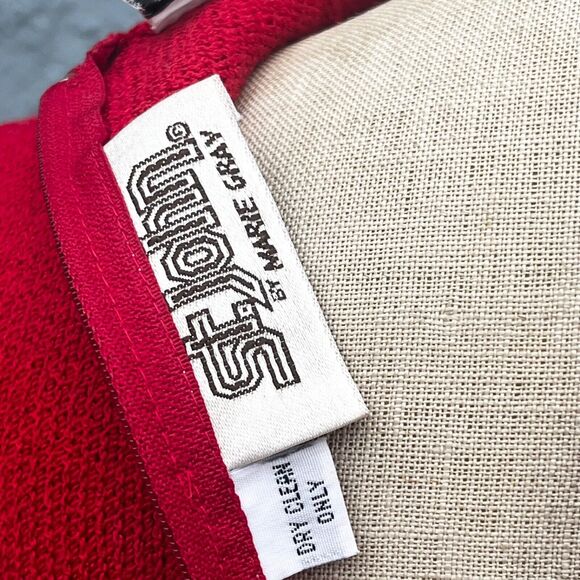 St. John ©
BY MARIE GRAY
DRY CLEAN
ONLY